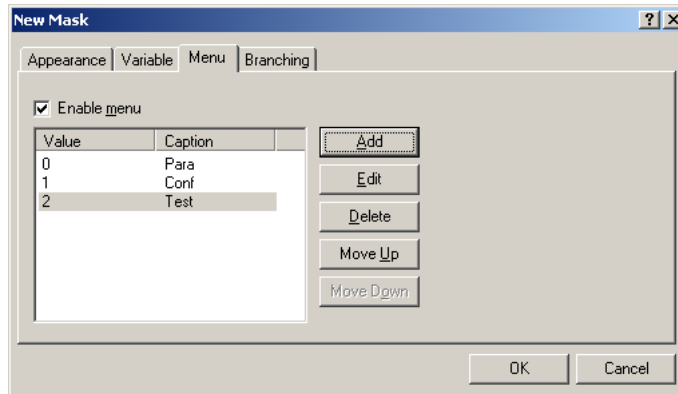 New Mask
Appearance Variable Menu Branching
Enable menu
Value Caption
0 Para
1 Conf
2 Test
Add
Edit
Delete
Move Up
Move Down
OK Cancel